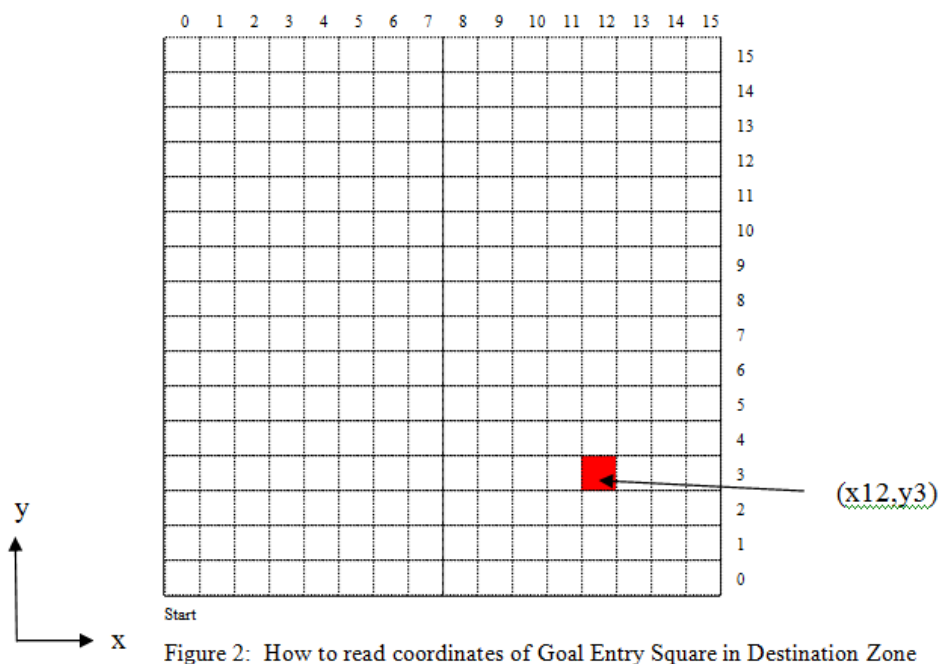 0 1 2 3 4 5 6 7 8 9 10 11 12 13 14 15
15
14
13
12
11
10
9
8
7
6
5
4
3
(x12,y3)
2
1
0
y
x
Start
Figure 2: How to read coordinates of Goal Entry Square in Destination Zone